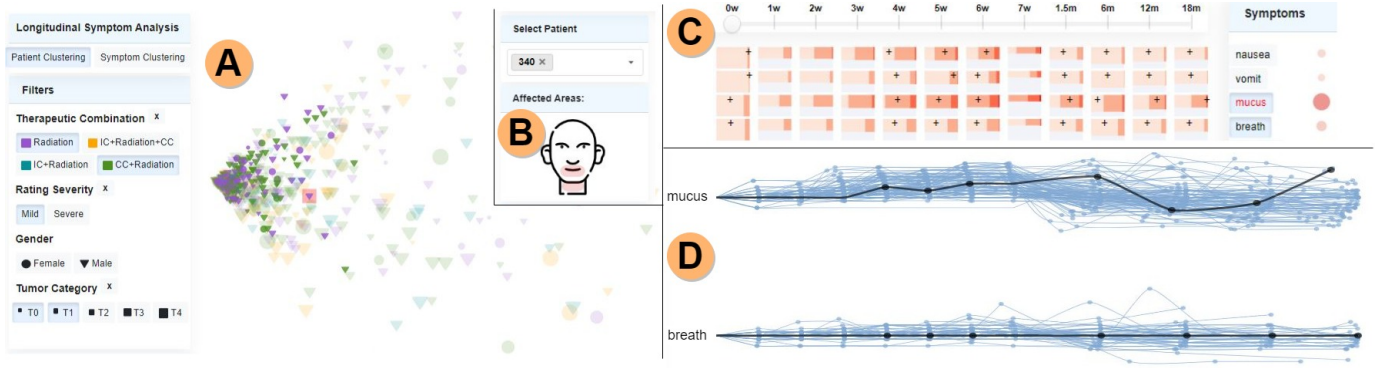 Longitudinal Symptom Analysis
Patient Clustering Symptom Clustering
Filters
Therapeutic Combination x
Radiation IC+Radiation+CC
IC+Radiation CC+Radiation
Rating Severity x
Mild Severe
Gender
Female Male
Tumor Category x
T0 T1 T2 T3 T4
A
Select Patient
340 ×
Affected Areas:
B
C
0w 1w 2w 3w 4w 5w 6w 7w 1.5m 6m 12m 18m
Symptoms
nausea
vomit
mucus
breath
mucus
D
breath